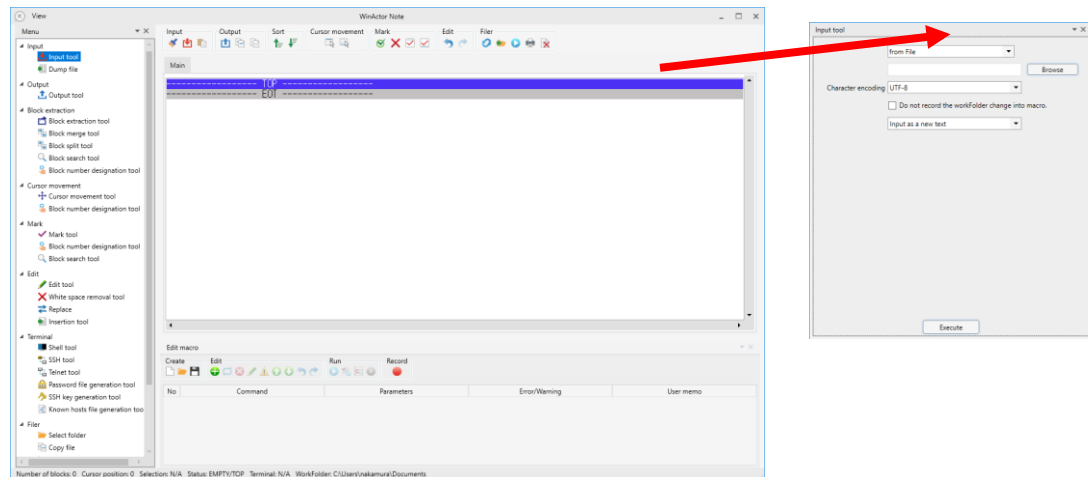 View
WinActor Note
Menu
Input
Input tool
Dump file
Output
Output tool
Block extraction
Block extraction tool
Block merge tool
Block split tool
Block search tool
Block number designation tool
Cursor movement
Cursor movement tool
Block number designation tool
Mark
Mark tool
Block number designation tool
Block search tool
Edit
Edit tool
White space removal tool
Replace
Insertion tool
Terminal
Shell tool
SSH tool
Telnet tool
Password file generation tool
SSH key generation tool
Known hosts file generation too
Filer
Select folder
Copy file
Input Output Sort Cursor movement Mark Edit Filer
Main
------------------ TOP ------------------
------------------ EOT ------------------
Edit macro
Create Edit Run Record
No Command Parameters Error/Warning User memo
Number of blocks: 0 Cursor position: 0 Selection: N/A Status: EMPTY/TOP Terminal: N/A WorkFolder: C:\Users\nakamura\Documents
Input tool
from File
Browse
Character encoding UTF-8
Do not record the workFolder change into macro.
Input as a new text
Execute